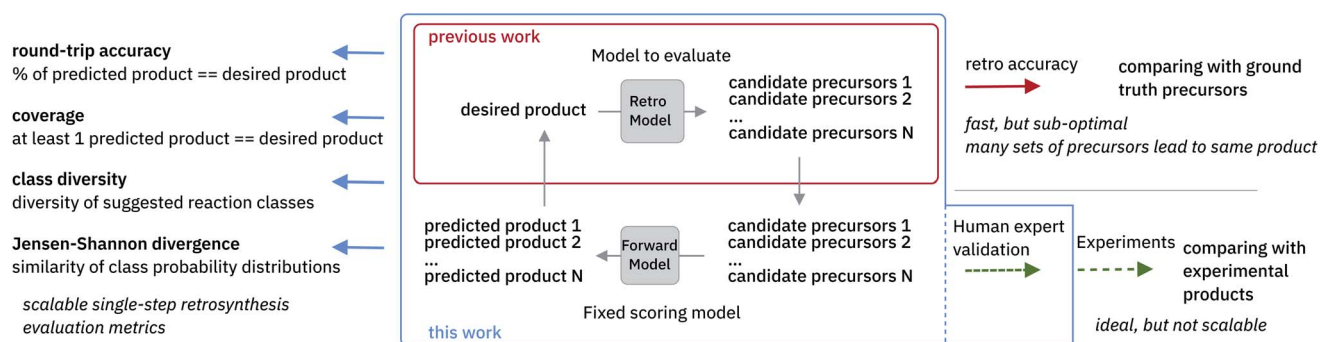 round-trip accuracy
% of predicted product == desired product
coverage
at least 1 predicted product == desired product
class diversity
diversity of suggested reaction classes
Jensen-Shannon divergence
similarity of class probability distributions
scalable single-step retrosynthesis
evaluation metrics
previous work
Model to evaluate
desired product
Retro
Model
candidate precursors 1
candidate precursors 2
...
candidate precursors N
predicted product 1
predicted product 2
...
predicted product N
Forward
Model
candidate precursors 1
candidate precursors 2
...
candidate precursors N
Fixed scoring model
this work
retro accuracy
comparing with ground
truth precursors
fast, but sub-optimal
many sets of precursors lead to same product
Human expert
validation
Experiments
comparing with
experimental
products
ideal, but not scalable